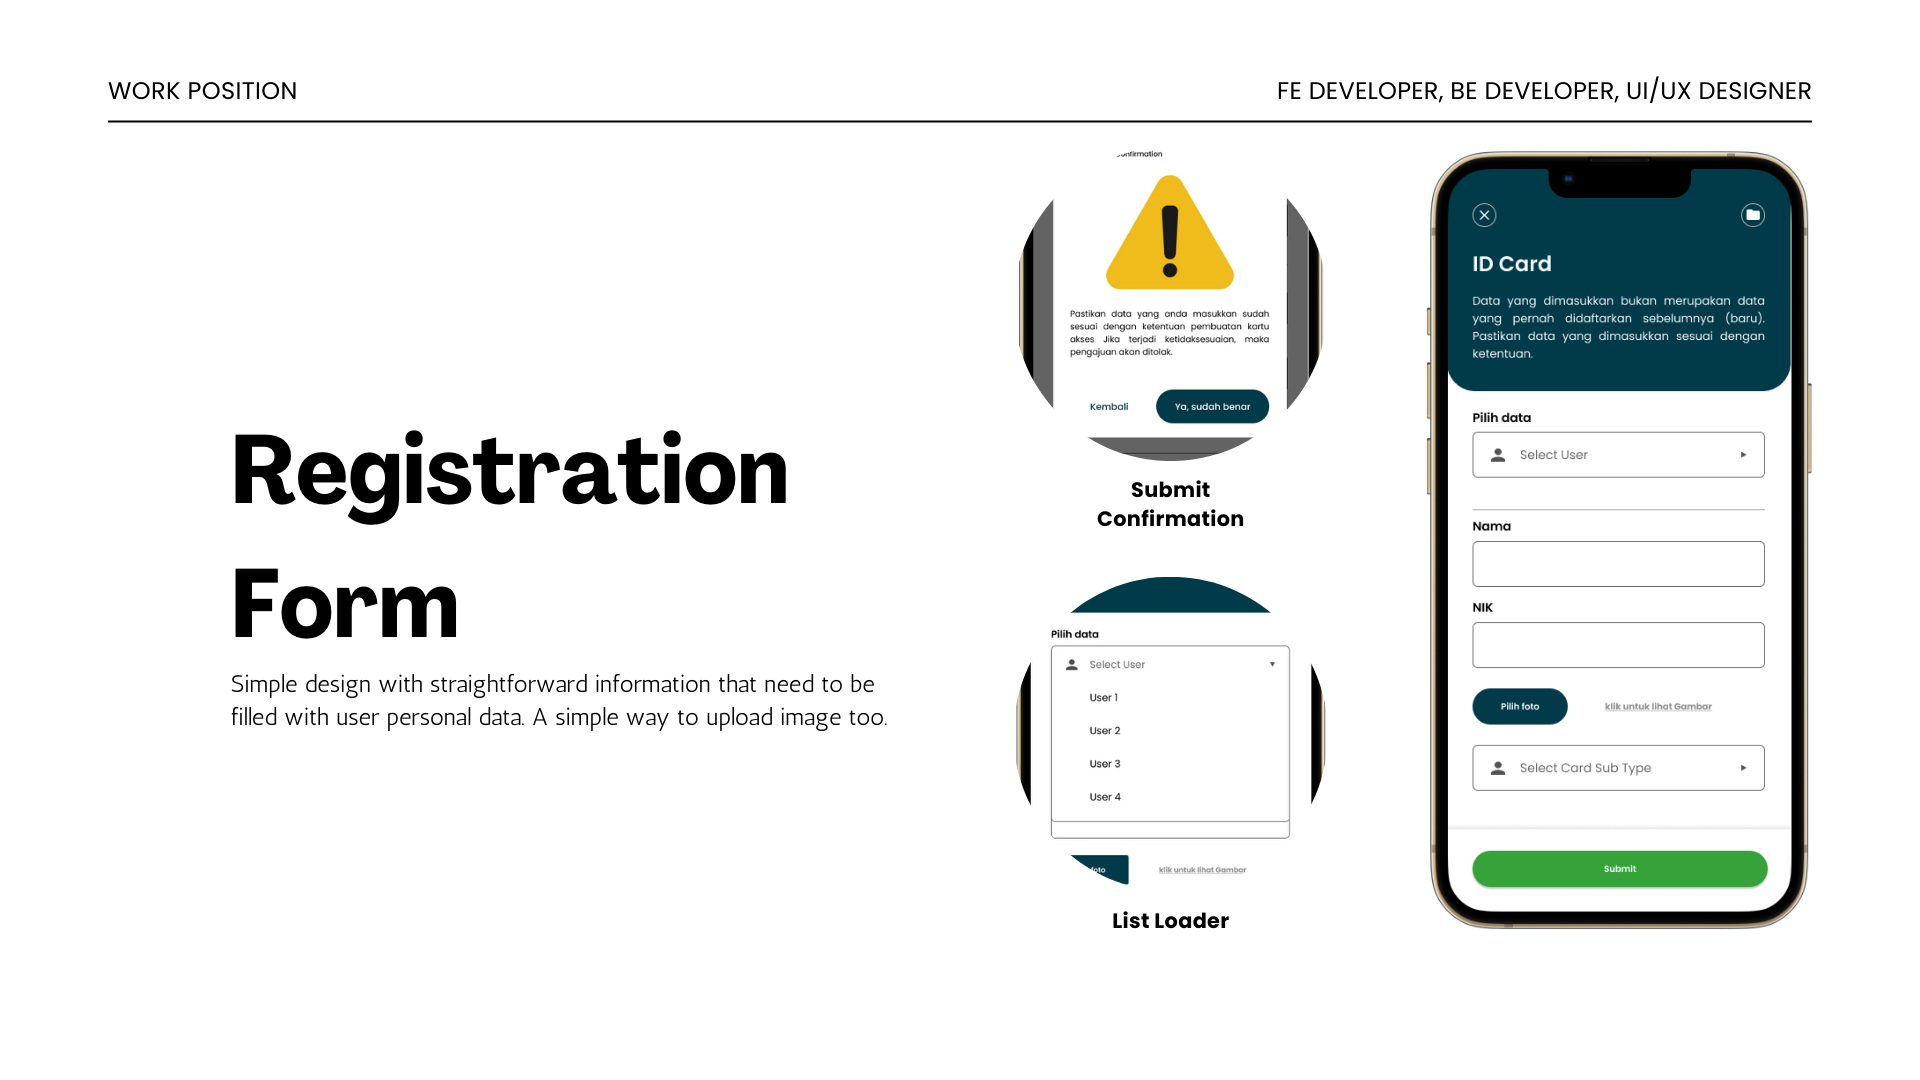 WORK POSITION
FE DEVELOPER, BE DEVELOPER, UI/UX DESIGNER
Registration
Form
Simple design with straightforward information that need to be
filled with user personal data. A simple way to upload image too.
Pastikan data yang anda masukkan sudah
sesuai dengan ketentuan pembuatan kartu
akses Jika terjadi ketidaksesuaian, maka
pengajuan akan ditolak.
Kembali
Ya, sudah benar
Submit
Confirmation
Pilih data
Select User
User 1
User 2
User 3
User 4
foto
klik untuk lihat Gambar
List Loader
ID Card
Data yang dimasukkan bukan merupakan data
yang pernah didaftarkan sebelumnya (baru).
Pastikan data yang dimasukkan sesuai dengan
ketentuan.
Pilih data
Select User
Nama
NIK
Pilih foto
klik untuk lihat Gambar
Select Card Sub Type
Submit